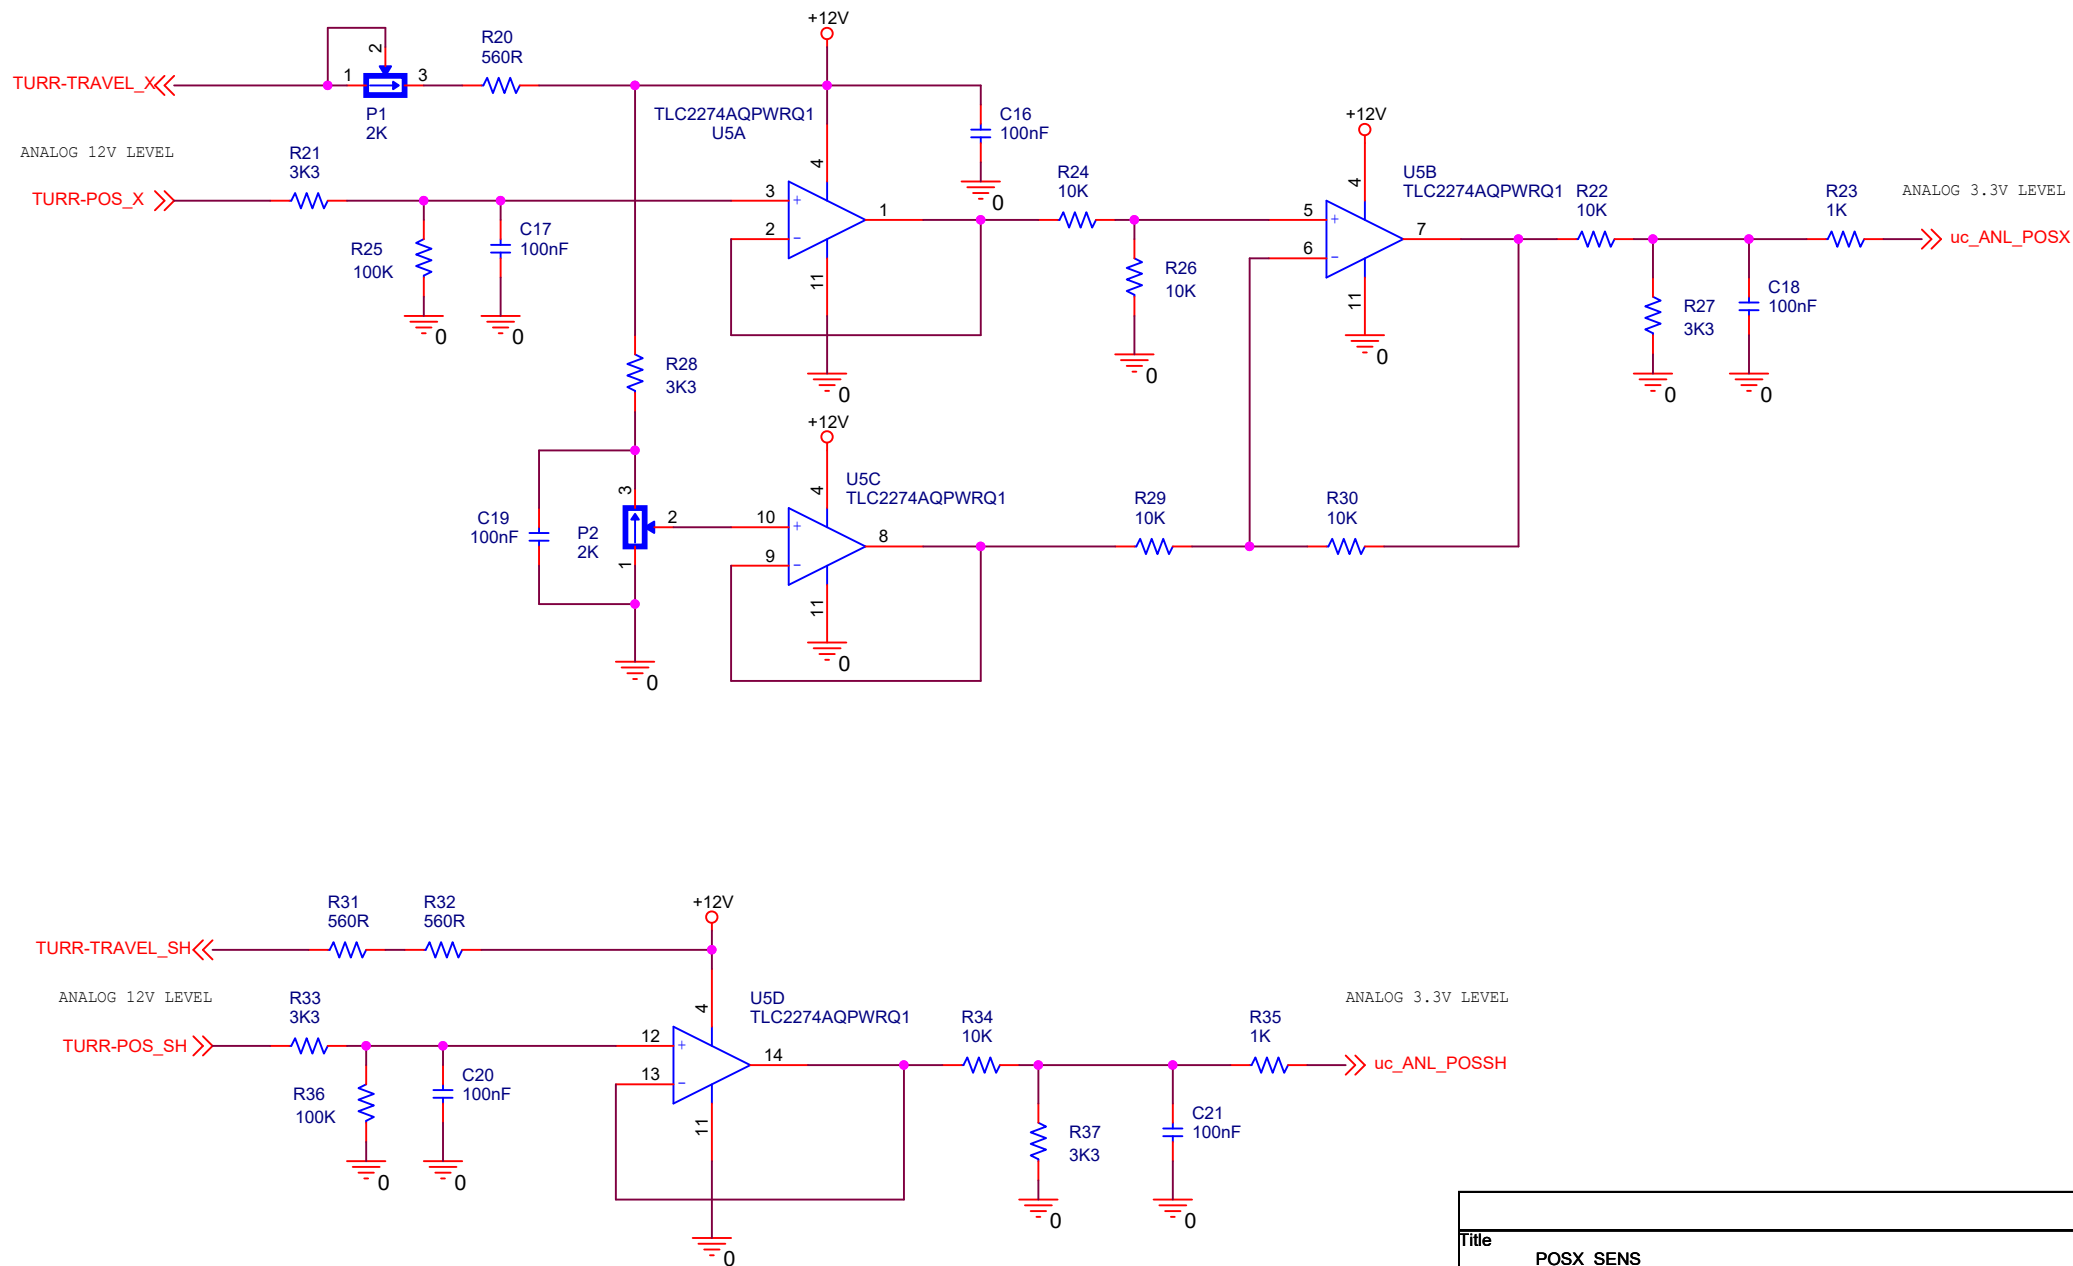 +12V
R20
560R
2
TURR-TRAVEL_X
1
3
P1
2K
TLC2274AQPWRQ1
U5A
C16
100nF
+12V
ANALOG 12V LEVEL
R21
3K3
4
0
R24
10K
4
U5B
TLC2274AQPWRQ1
R22
10K
R23
1K
ANALOG 3.3V LEVEL
TURR-POS_X
3
+
1
2
-
5
+
7
6
-
uc_ANL_POSX
R25
100K
C17
100nF
11
R26
10K
11
R27
3K3
C18
100nF
0
0
0
0
0
0
0
R28
3K3
+12V
4
U5C
TLC2274AQPWRQ1
R29
10K
R30
10K
C19
100nF
3
P2
2K
2
1
10
+
8
9
-
11
0
0
R31
560R
R32
560R
+12V
TURR-TRAVEL_SH
ANALOG 12V LEVEL
R33
3K3
4
U5D
TLC2274AQPWRQ1
R34
10K
R35
1K
ANALOG 3.3V LEVEL
TURR-POS_SH
12
+
14
13
-
uc_ANL_POSSH
R36
100K
C20
100nF
11
R37
3K3
C21
100nF
0
0
0
0
0
Title
POSX_SENS